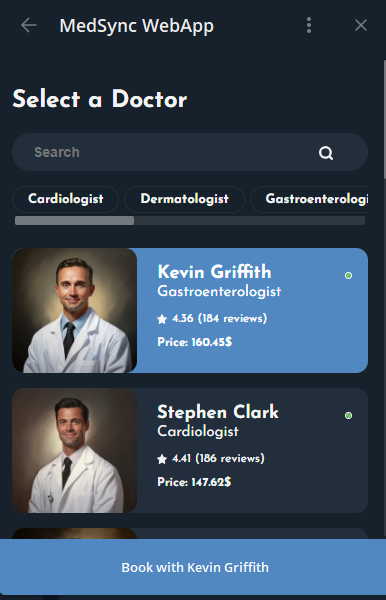 MedSync WebApp
Select a Doctor
Search
Cardiologist Dermatologist Gastroenterologi
Kevin Griffith
Gastroenterologist
4.36 (184 reviews)
Price: 160.45$
Stephen Clark
Cardiologist
4.41 (186 reviews)
Price: 147.62$
Book with Kevin Griffith